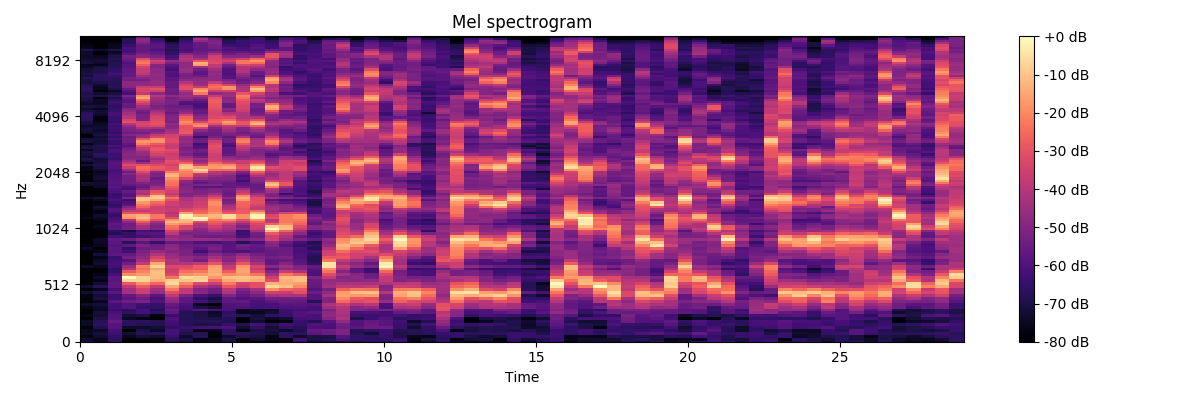 Mel spectrogram
8192
4096
2048
1024
512
0
Hz
0 5 10 15 20 25
Time
+0 dB
-10 dB
-20 dB
-30 dB
-40 dB
-50 dB
-60 dB
-70 dB
-80 dB